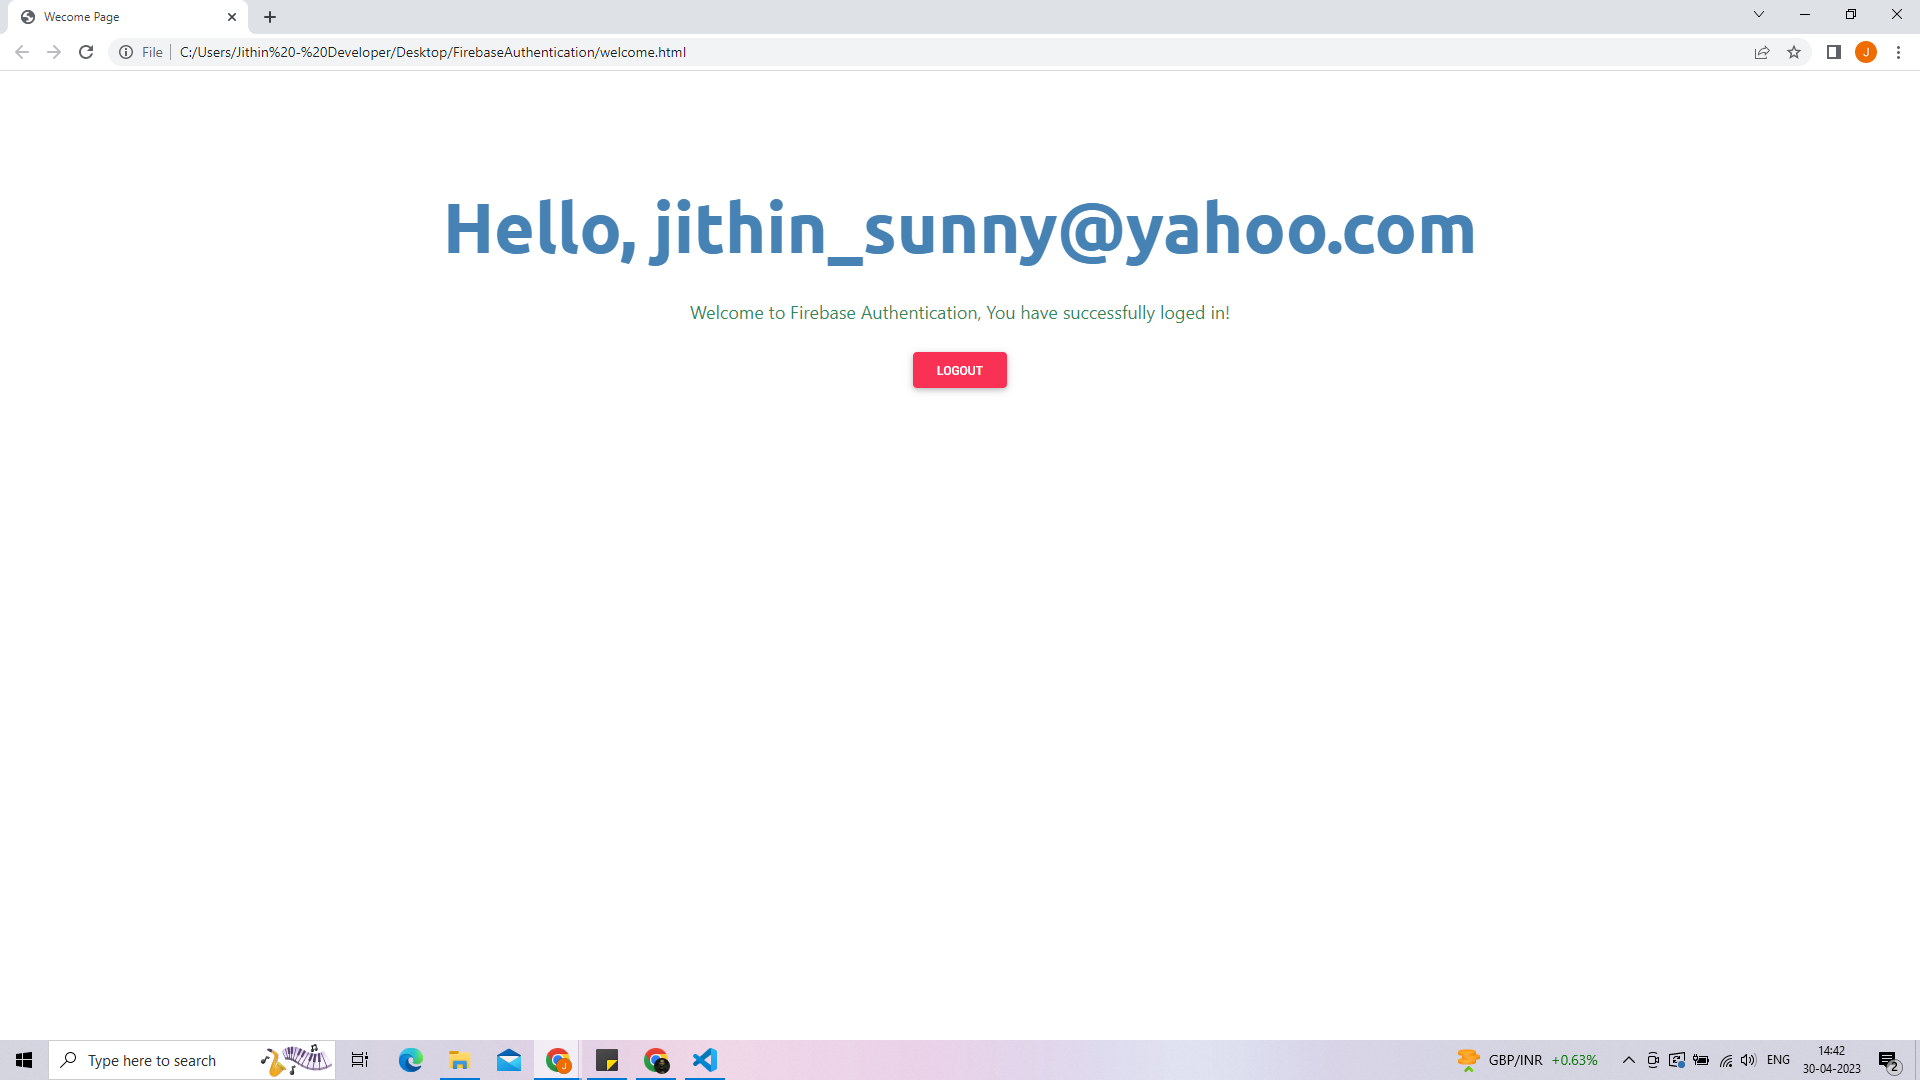 Wecome Page
File
C:/Users/Jithin%20-%20Developer/Desktop/FirebaseAuthentication/welcome.html
J
Hello, jithin_sunny@yahoo.com
Welcome to Firebase Authentication, You have successfully loged in!
LOGOUT
Type here to search
J
GBP/INR +0.63%
ENG
14:42
30-04-2023
2